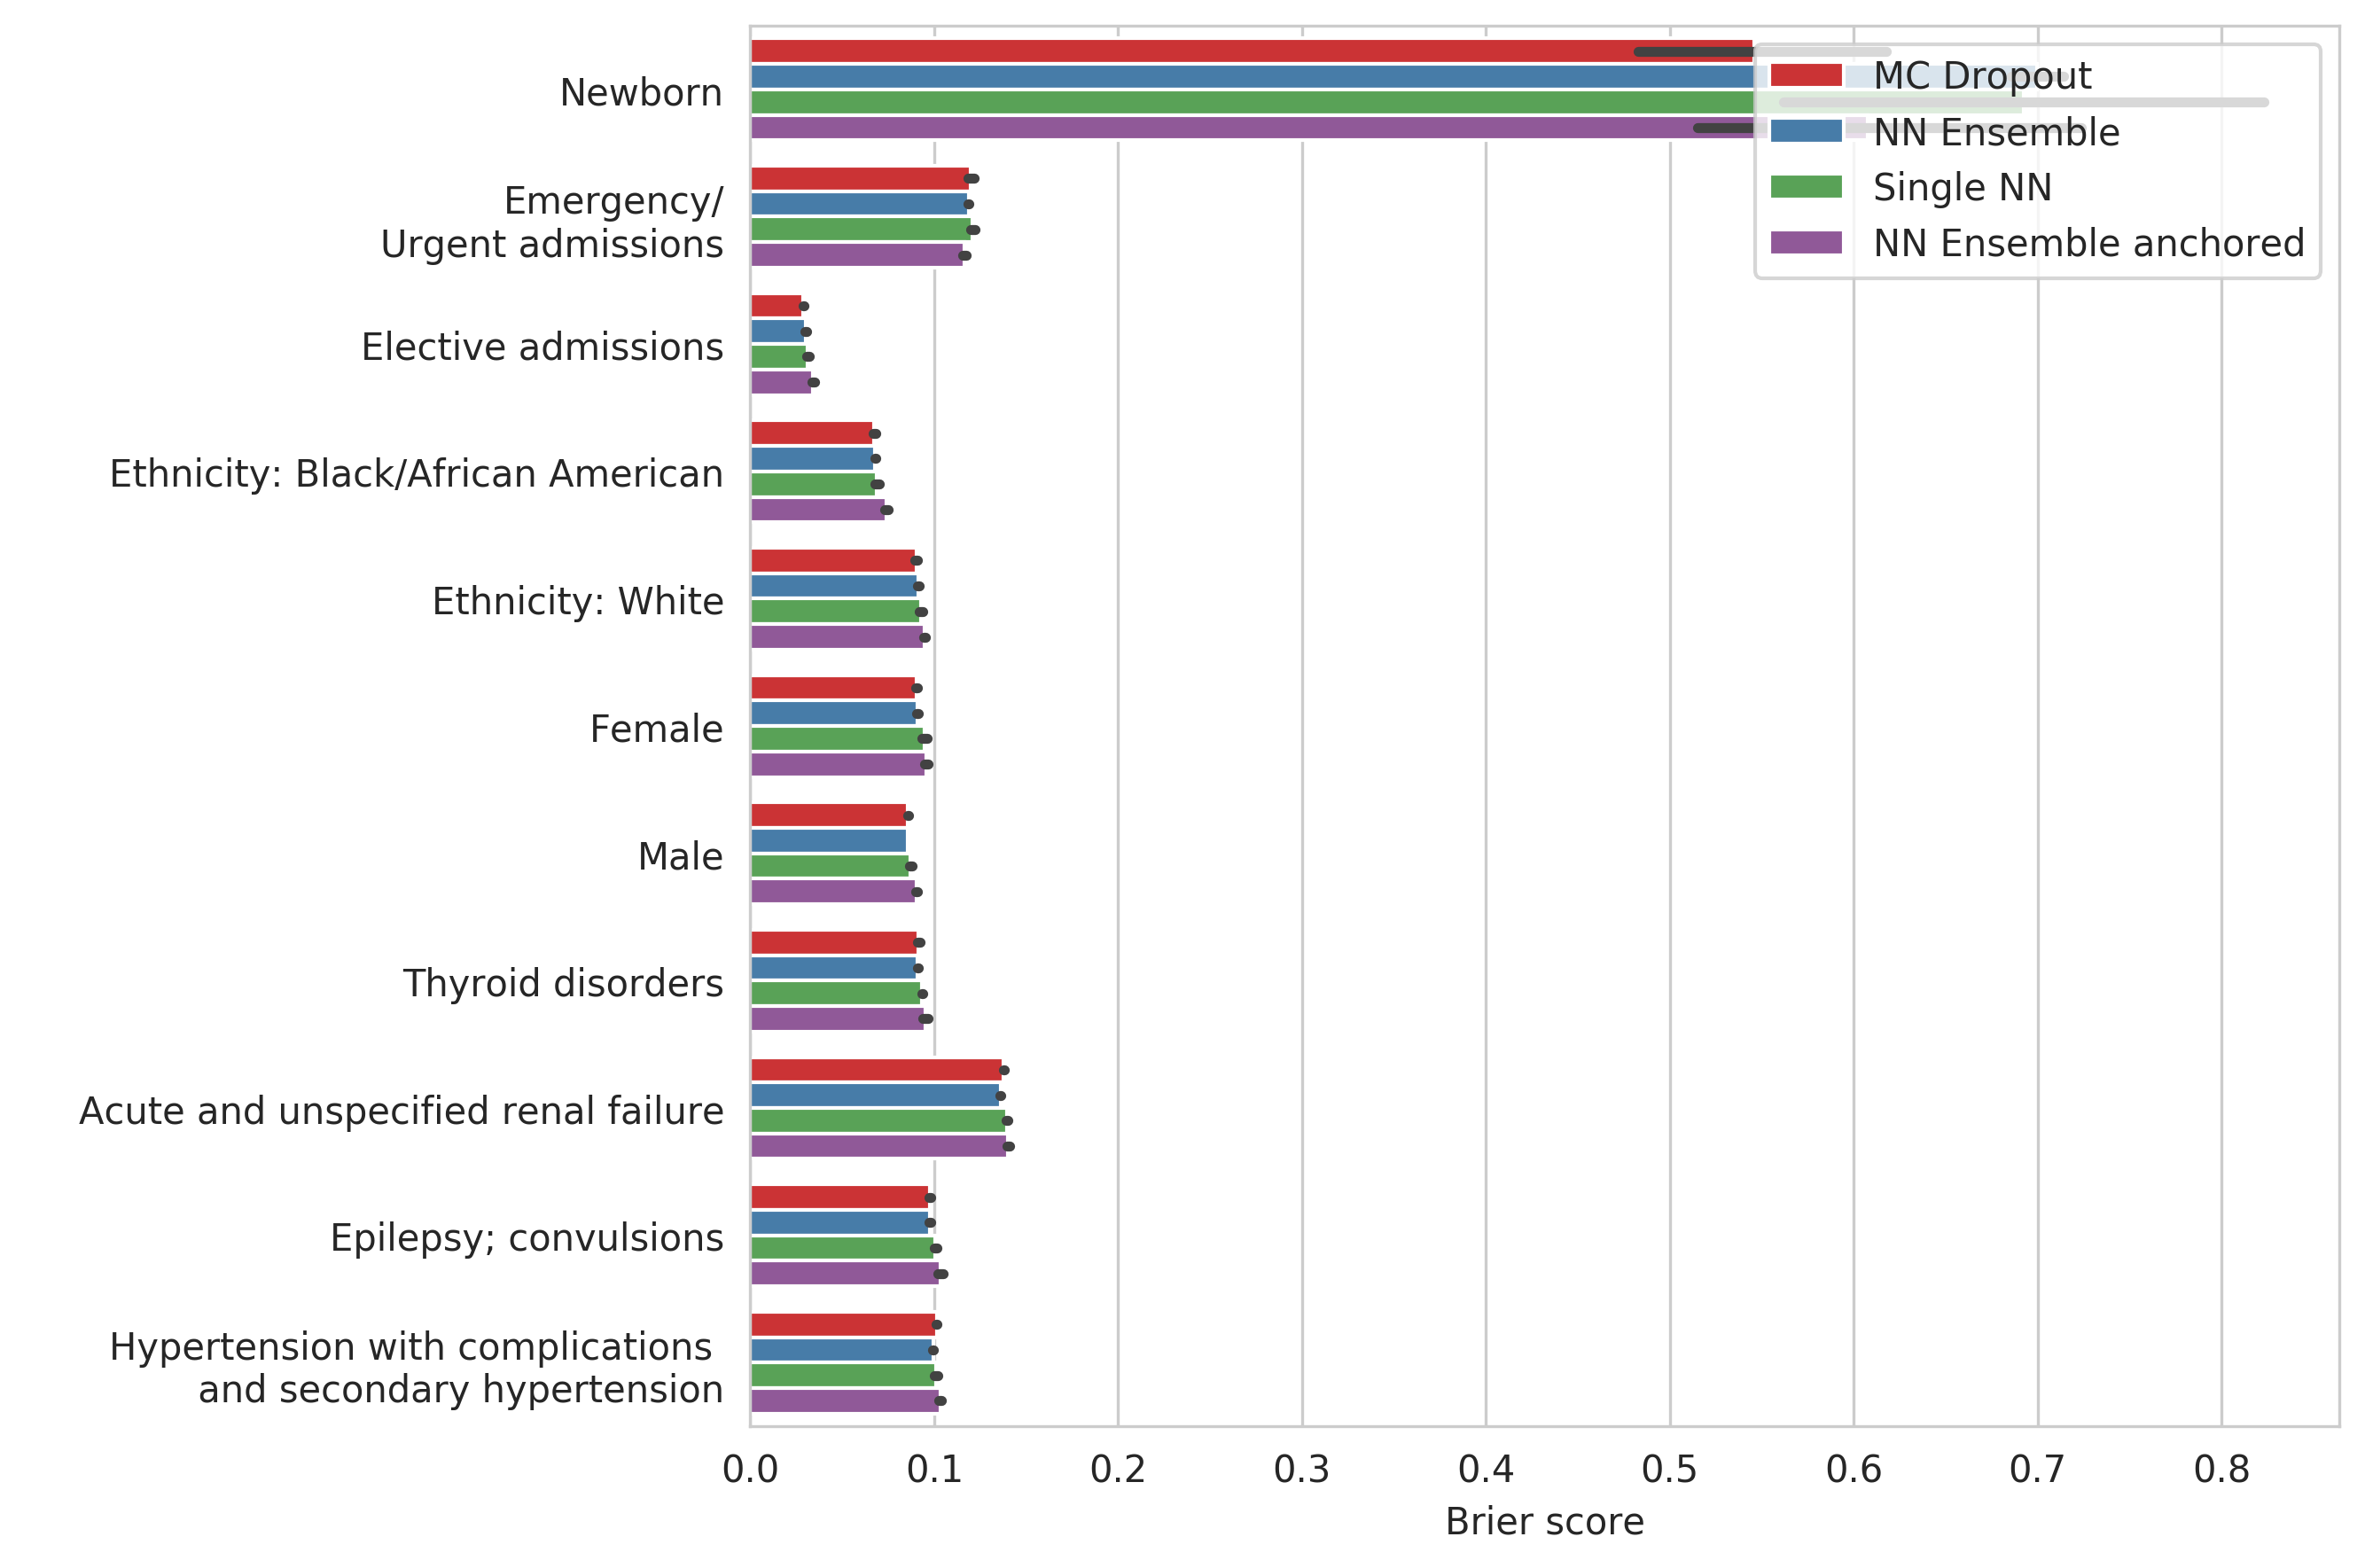 Newborn
Emergency/
Urgent admissions
Elective admissions
Ethnicity: Black/African American
Ethnicity: White
Female
Male
Thyroid disorders
Acute and unspecified renal failure
Epilepsy; convulsions
Hypertension with complications
and secondary hypertension
MC Dropout
NN Ensemble
Single NN
NN Ensemble anchored
0.0 0.1 0.2 0.3 0.4 0.5 0.6 0.7 0.8
Brier score